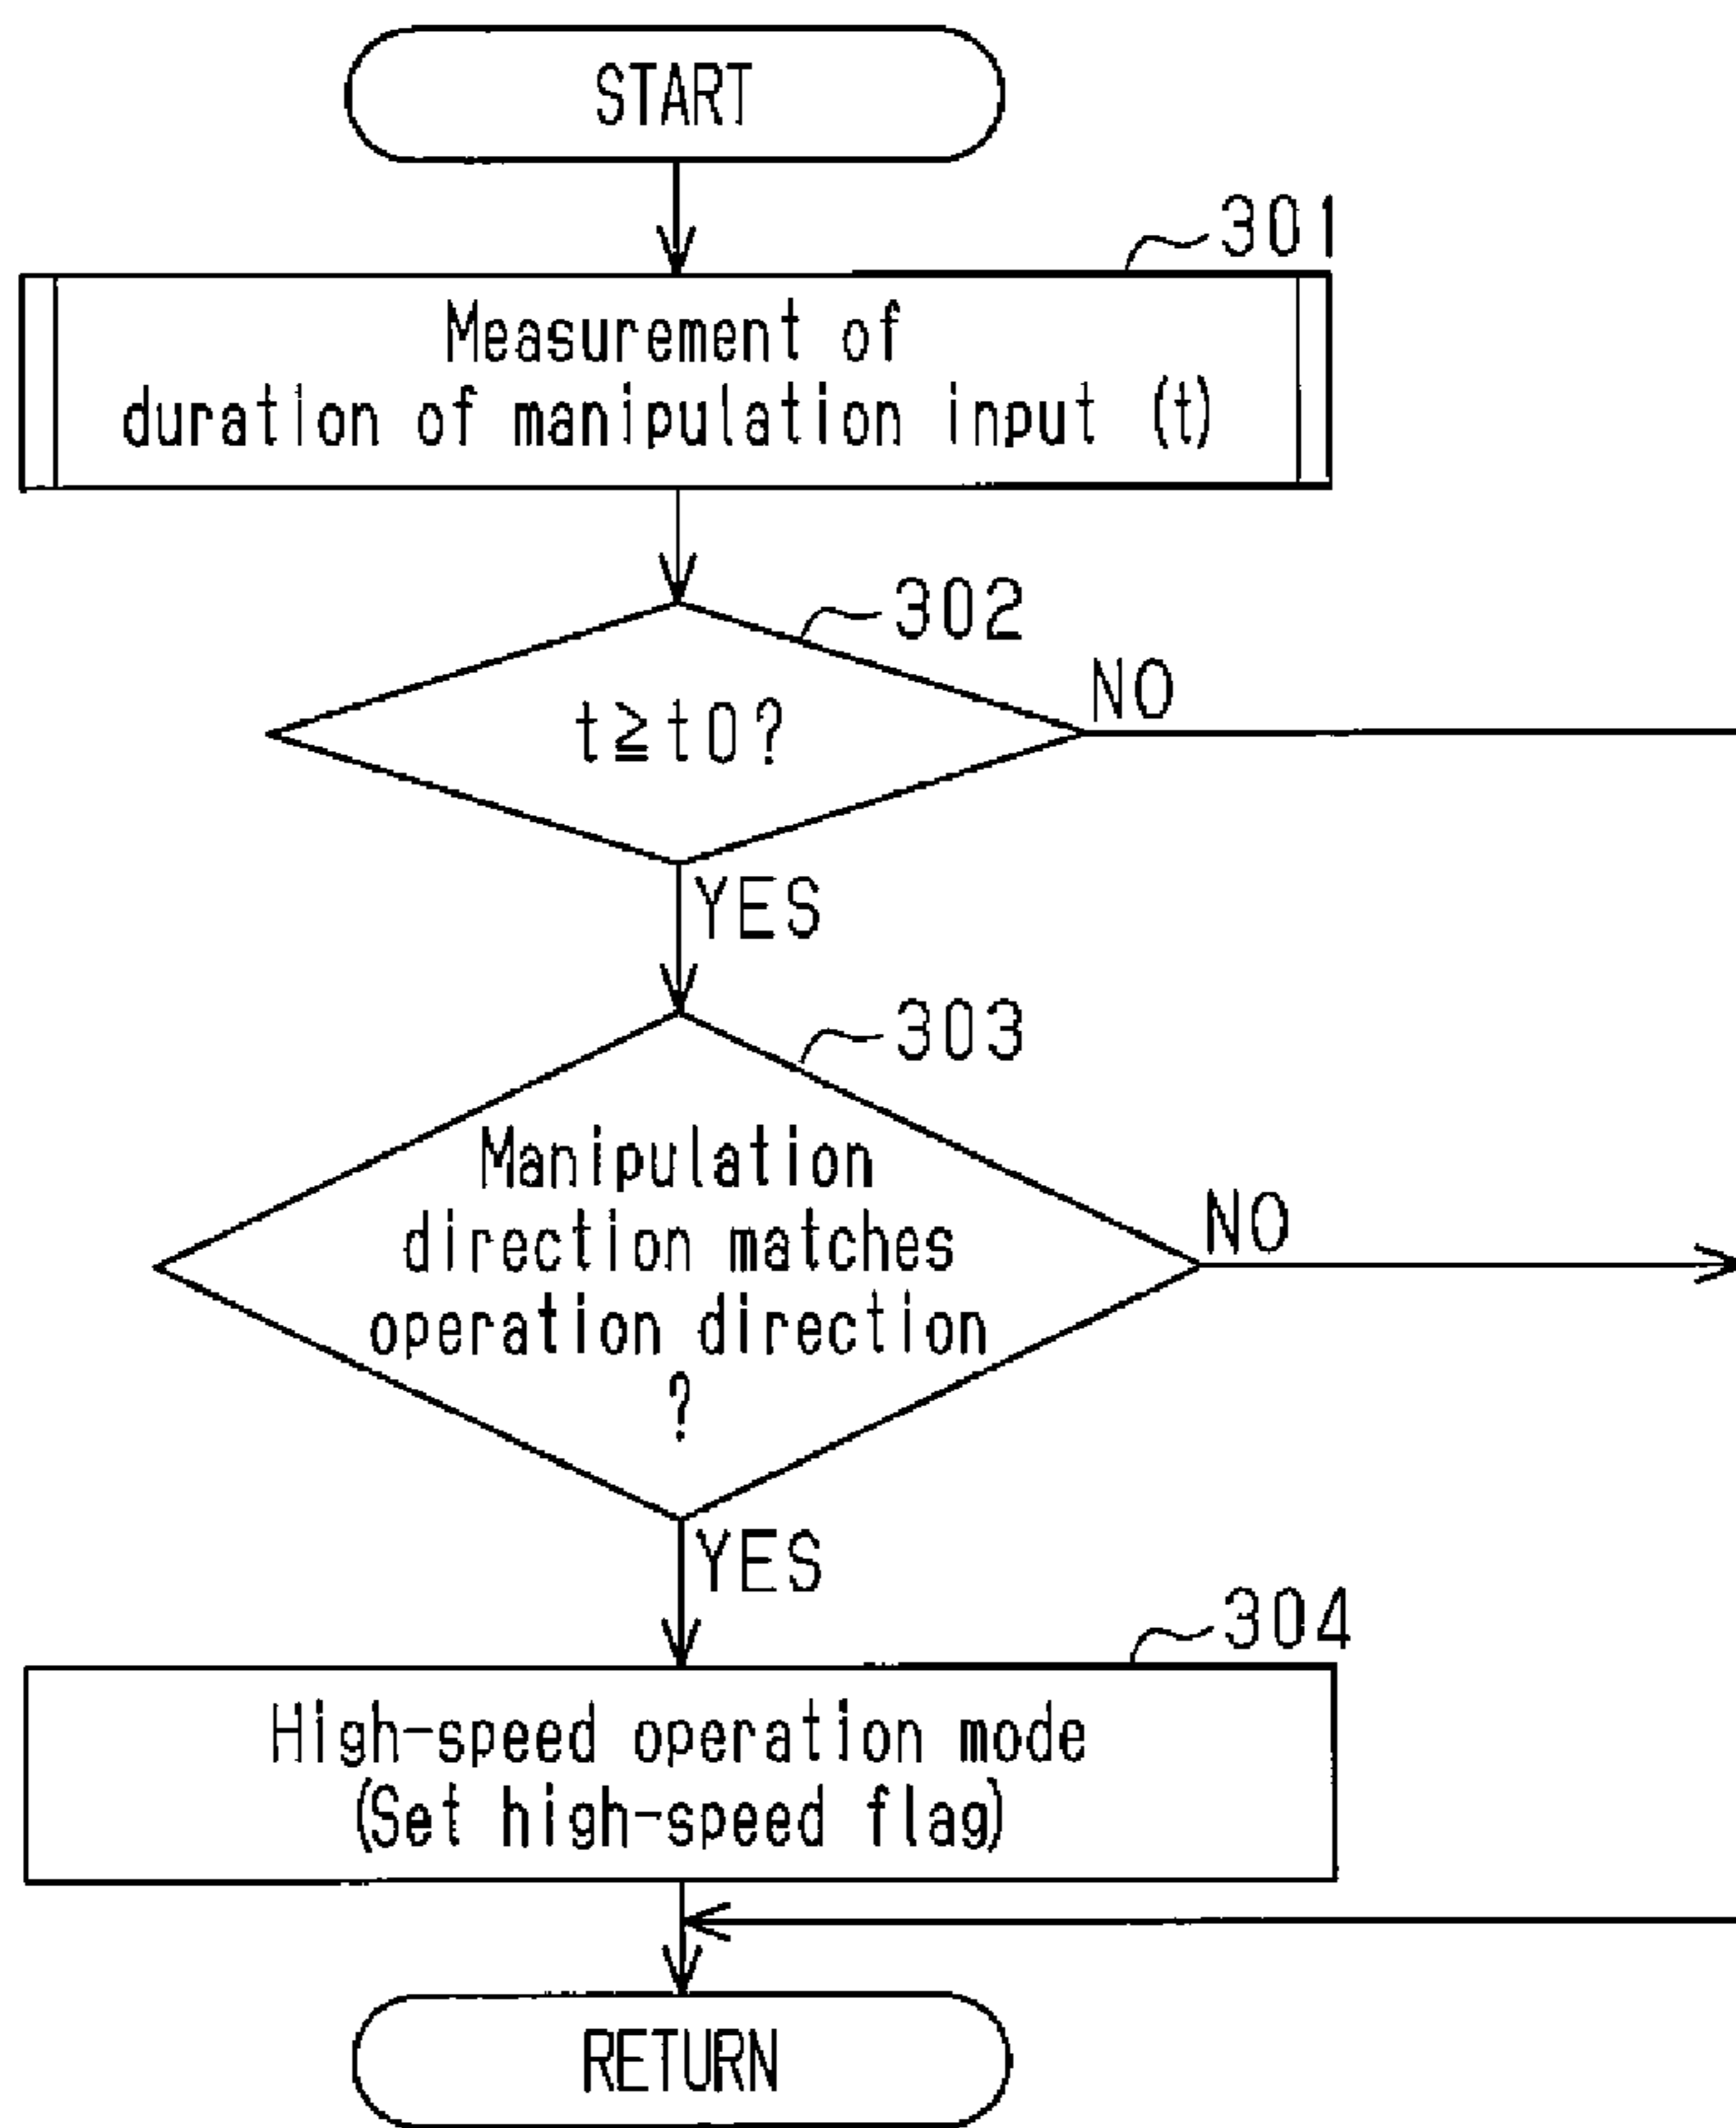 START
301
Measurement of
duration of manipulation input (t)
302
t≧t0?
NO
YES
303
Manipulation
direction matches
operation direction
?
NO
YES
304
High-speed operation mode
(Set high-speed flag)
RETURN